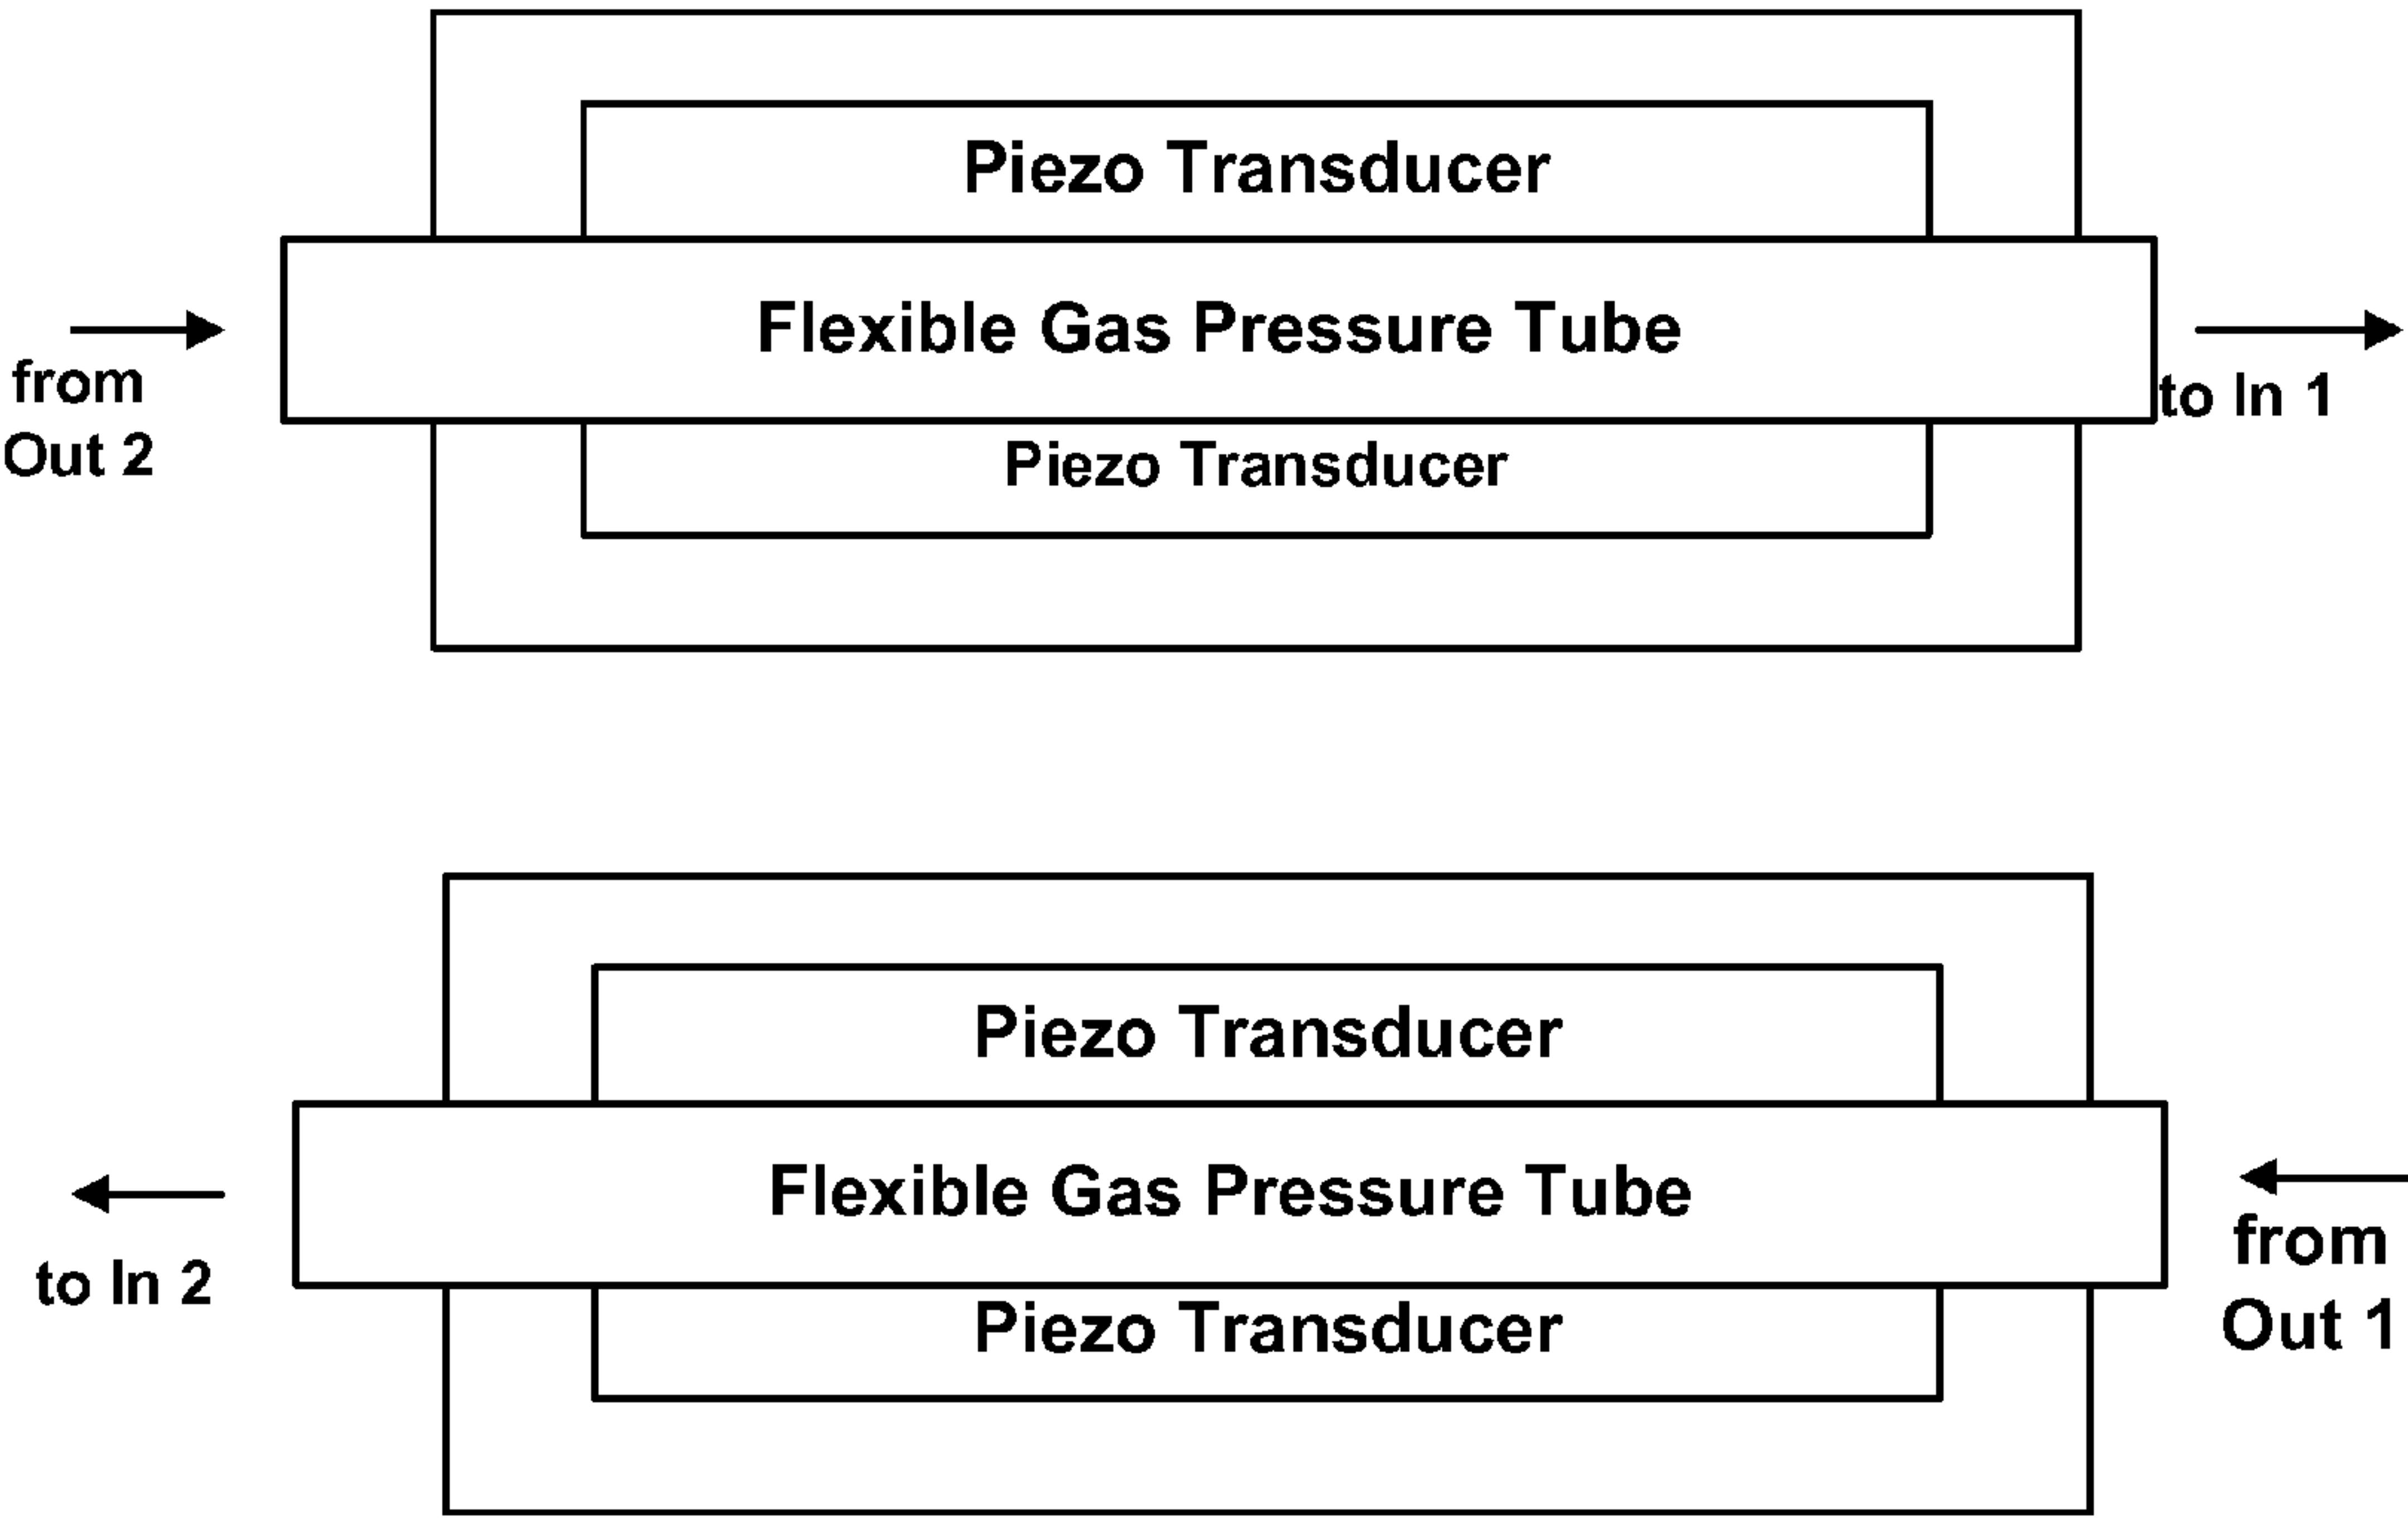 Piezo Transducer
Flexible Gas Pressure Tube
from
Out 2
to In 1
Piezo Transducer
Piezo Transducer
Flexible Gas Pressure Tube
to In 2
from
Out 1
Piezo Transducer